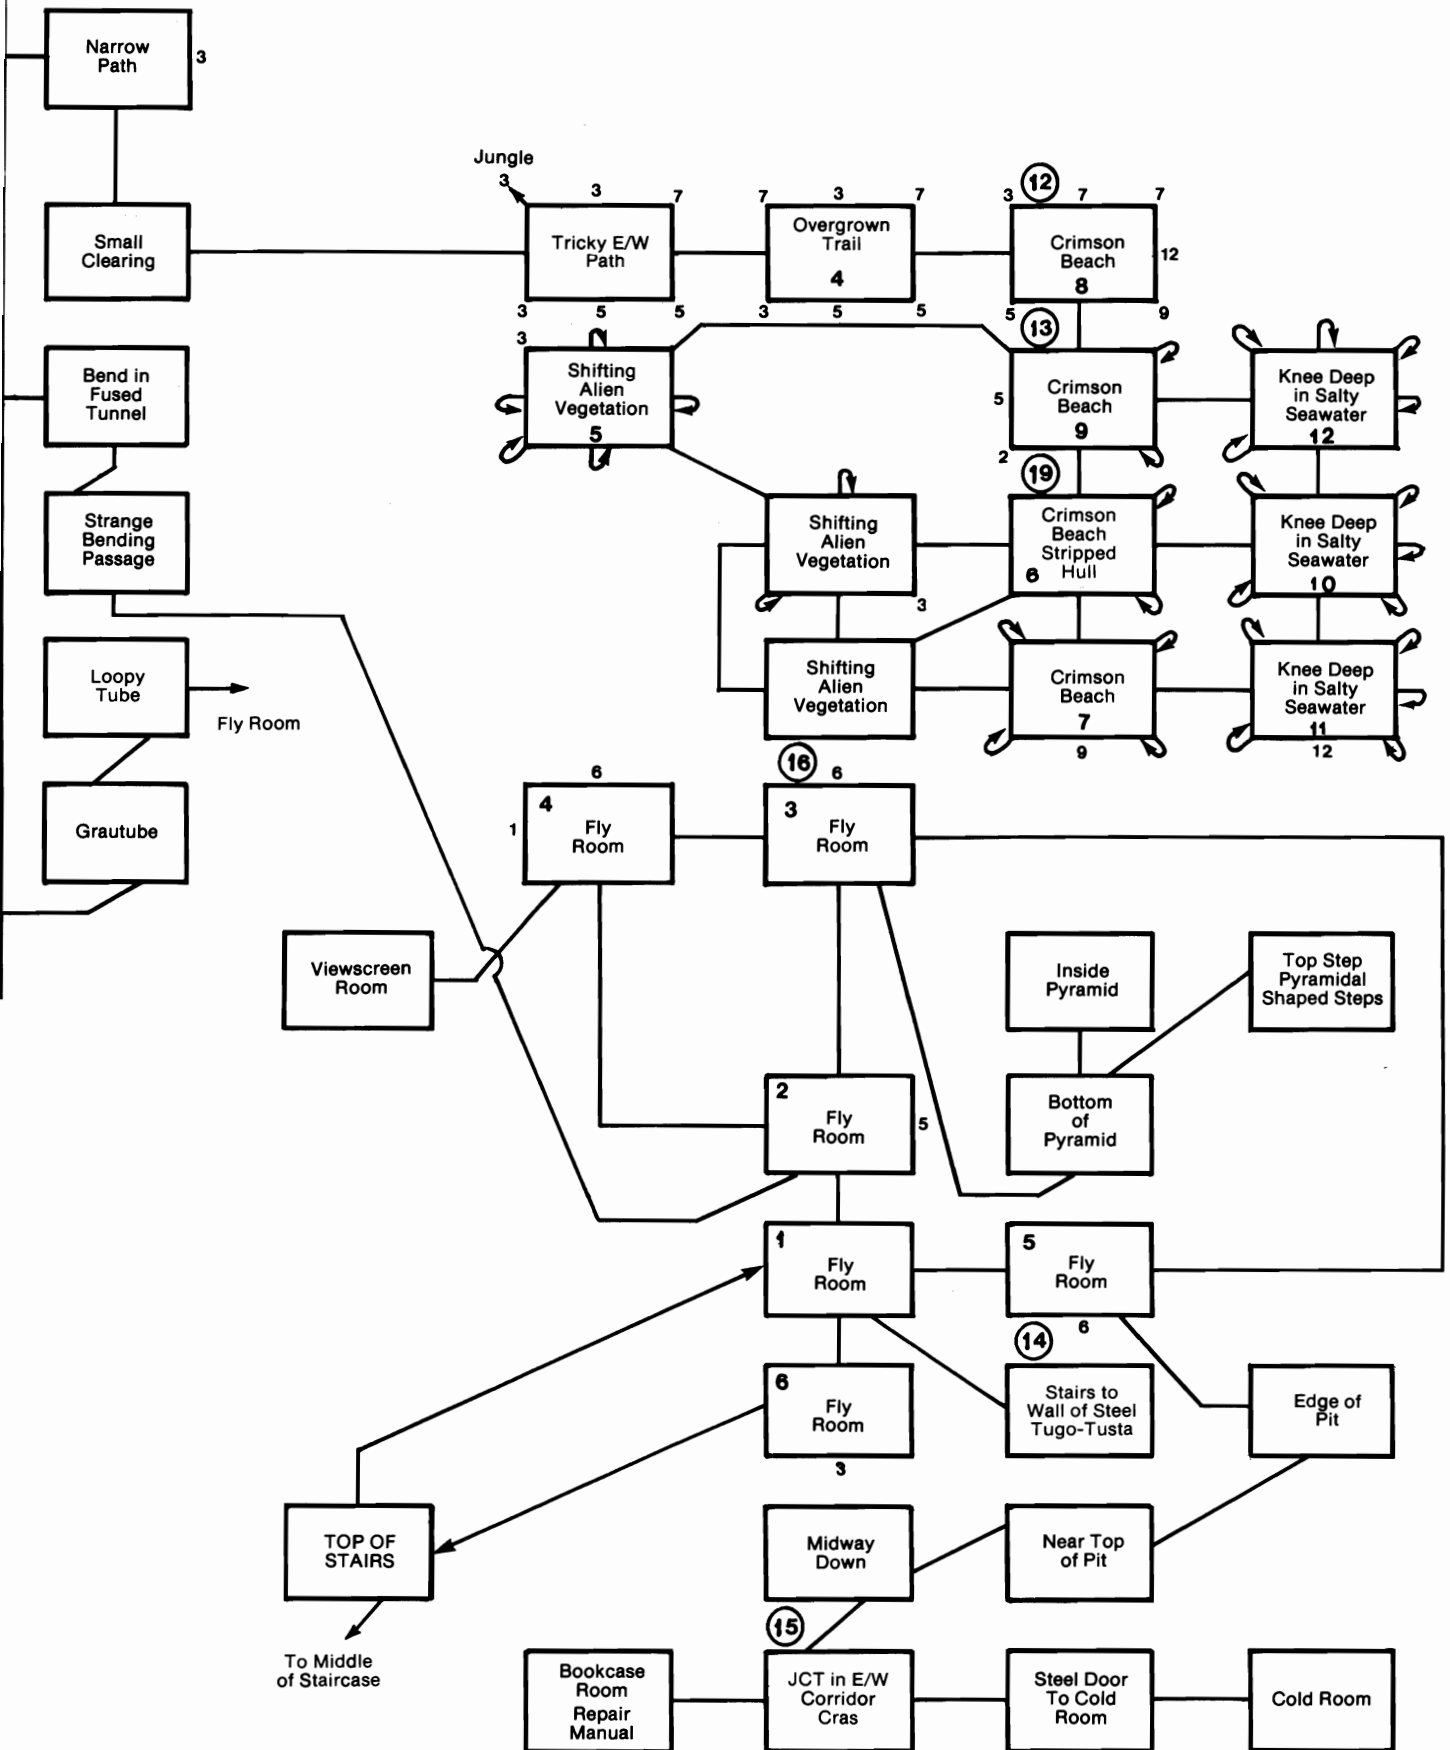 Narrow
Path
3
Jungle
3
3
7
7
3
7
3
12
7
7
Small
Clearing
Tricky E/W
Path
Overgrown
Trail
4
Crimson
Beach
8
12
3
5
5
3
5
5
5
13
9
3
Bend in
Fused
Tunnel
Shifting
Alien
Vegetation
5
5
Crimson
Beach
9
Knee Deep
in Salty
Seawater
12
2
19
Strange
Bending
Passage
Shifting
Alien
Vegetation
3
Crimson
Beach
Stripped
Hull
6
Knee Deep
in Salty
Seawater
10
Loopy
Tube
Fly Room
Shifting
Alien
Vegetation
Crimson
Beach
7
9
Knee Deep
in Salty
Seawater
11
12
16
6
6
Grautube
1
4
Fly
Room
3
Fly
Room
Viewscreen
Room
Inside
Pyramid
Top Step
Pyramidal
Shaped Steps
2
Fly
Room
5
Bottom
of
Pyramid
1
Fly
Room
5
Fly
Room
6
14
6
Fly
Room
3
Stairs to
Wall of Steel
Tugo-Tusta
Edge of
Pit
TOP OF
STAIRS
Midway
Down
Near Top
of Pit
To Middle
of Staircase
15
Bookcase
Room
Repair
Manual
JCT in E/W
Corridor
Cras
Steel Door
To Cold
Room
Cold Room